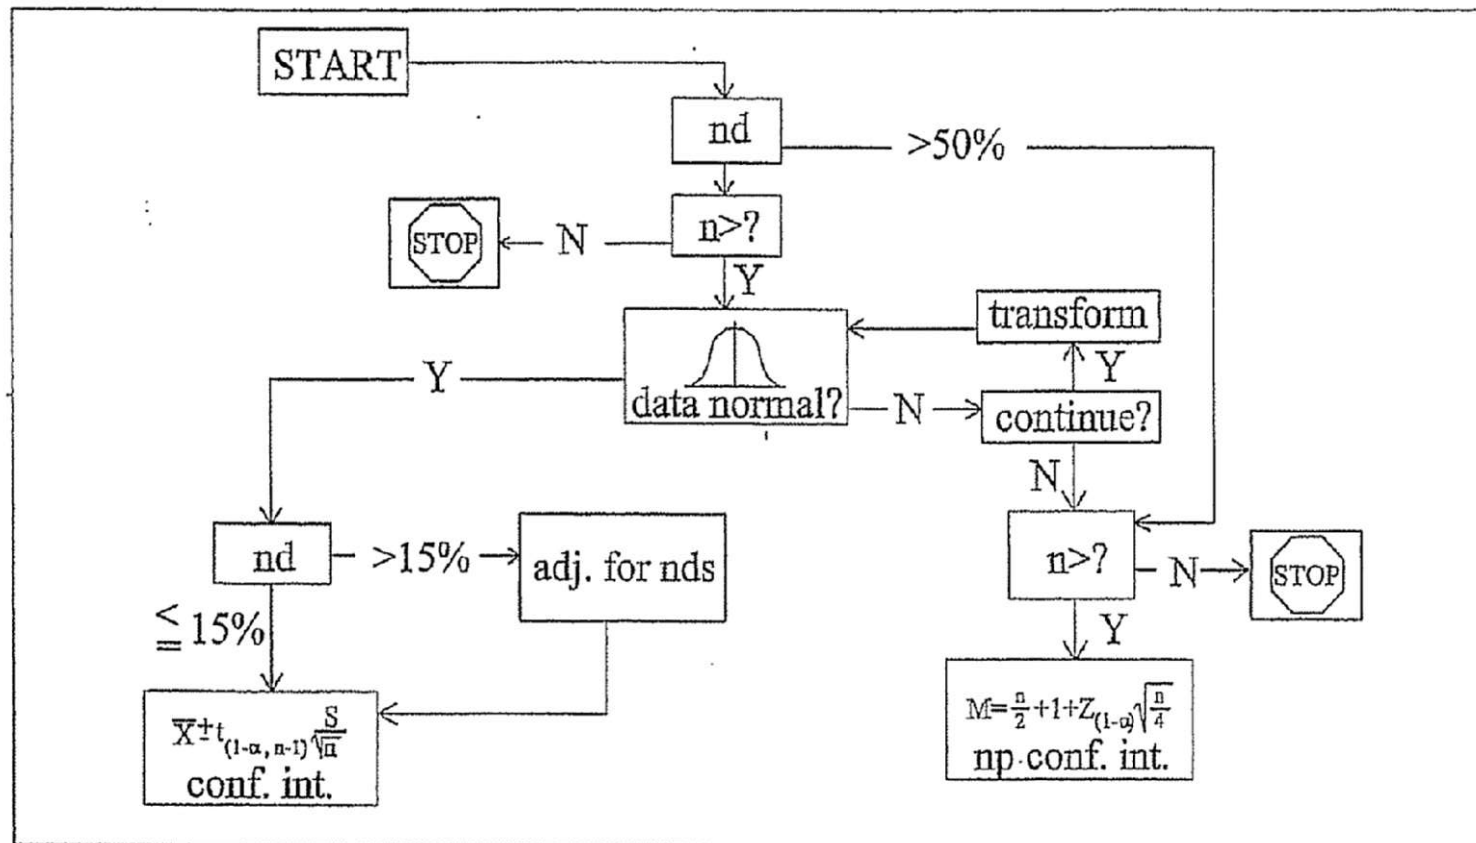 START
nd
>50%
n>?
N
STOP
Y
transform
Y
Y
data normal?
N
continue?
N
nd
>15%
adj. for nds
n>?
N
STOP
≤ 15%
Y
X̅±t(1-α, n-1) S/√n
conf. int.
M=n/2+1+Z(1-α)√n/4
np conf. int.